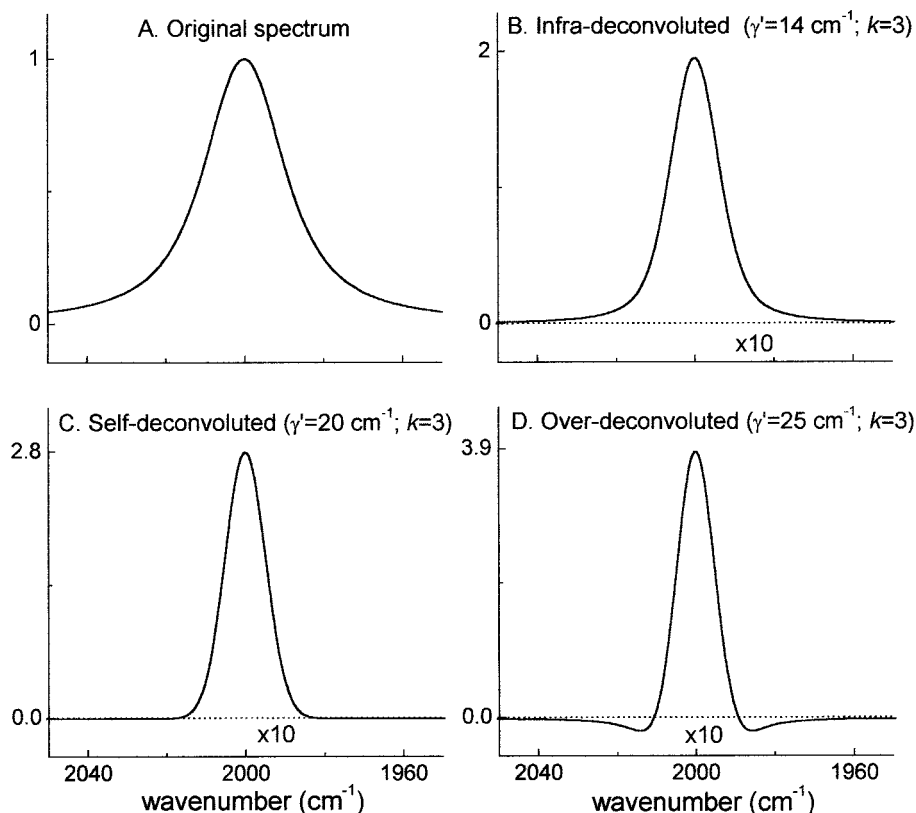 A. Original spectrum
1
0
B. Infra-deconvoluted (γ'=14 cm⁻¹; k=3)
2
0
x10
C. Self-deconvoluted (γ'=20 cm⁻¹; k=3)
2.8
0.0
x10
2040 2000 1960
wavenumber (cm⁻¹)
D. Over-deconvoluted (γ'=25 cm⁻¹; k=3)
3.9
0.0
x10
2040 2000 1960
wavenumber (cm⁻¹)